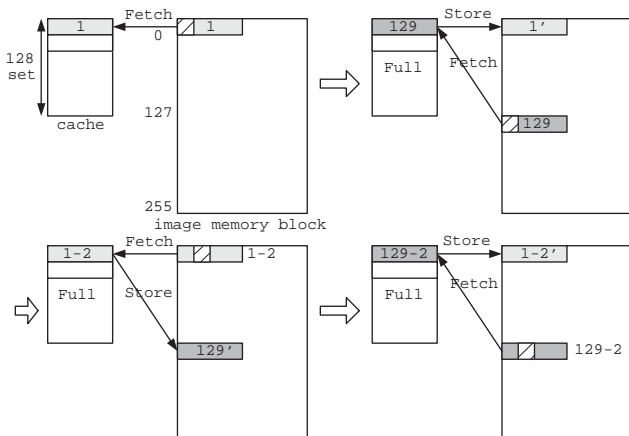 Fetch
Store
1
1
0
129
1′
128
set
Full
Fetch
cache
127
129
255
image memory block
Fetch
Store
1-2
1-2
129-2
1-2′
Full
Store
Full
Fetch
129′
129-2